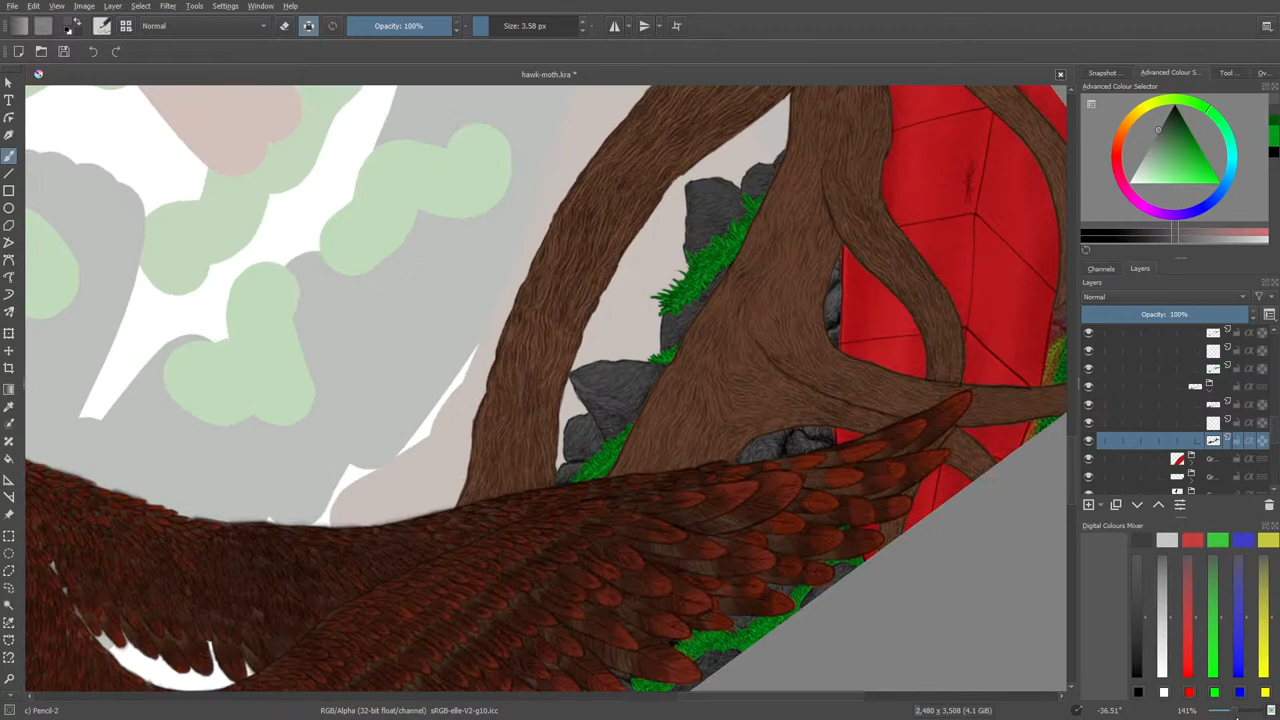 File Edit View Image Layer Select Filter Tools Settings Window Help
Normal Opacity: 100% Size: 3.58 px
hawk-moth.kra *
Snapshot ... Advanced Colour S... Tool ... Ov...
Advanced Colour Selector
Channels Layers
Layers
Normal
Opacity: 100%
Gr...
Gr...
Digital Colours Mixer
c) Pencil-2 RGB/Alpha (32-bit float/channel) sRGB-elle-V2-g10.icc 2,480 x 3,508 (4.1 GiB) -36.51° 141%